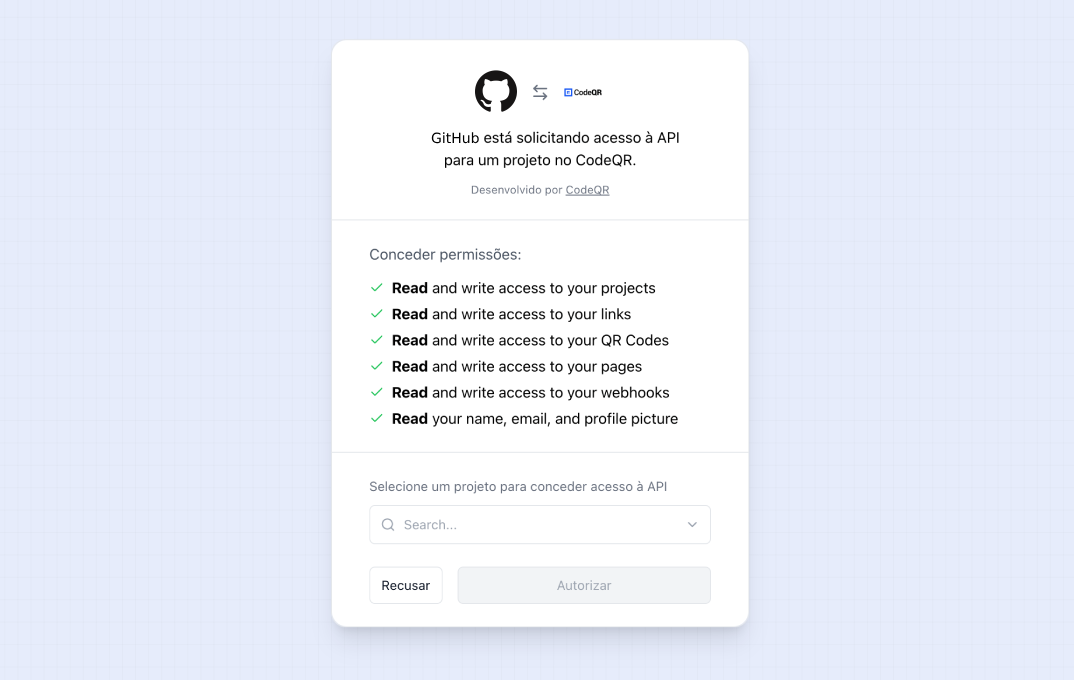 CodeQR
GitHub está solicitando acesso à API
para um projeto no CodeQR.
Desenvolvido por CodeQR
Conceder permissões:
Read and write access to your projects
Read and write access to your links
Read and write access to your QR Codes
Read and write access to your pages
Read and write access to your webhooks
Read your name, email, and profile picture
Selecione um projeto para conceder acesso à API
Search...
Recusar
Autorizar